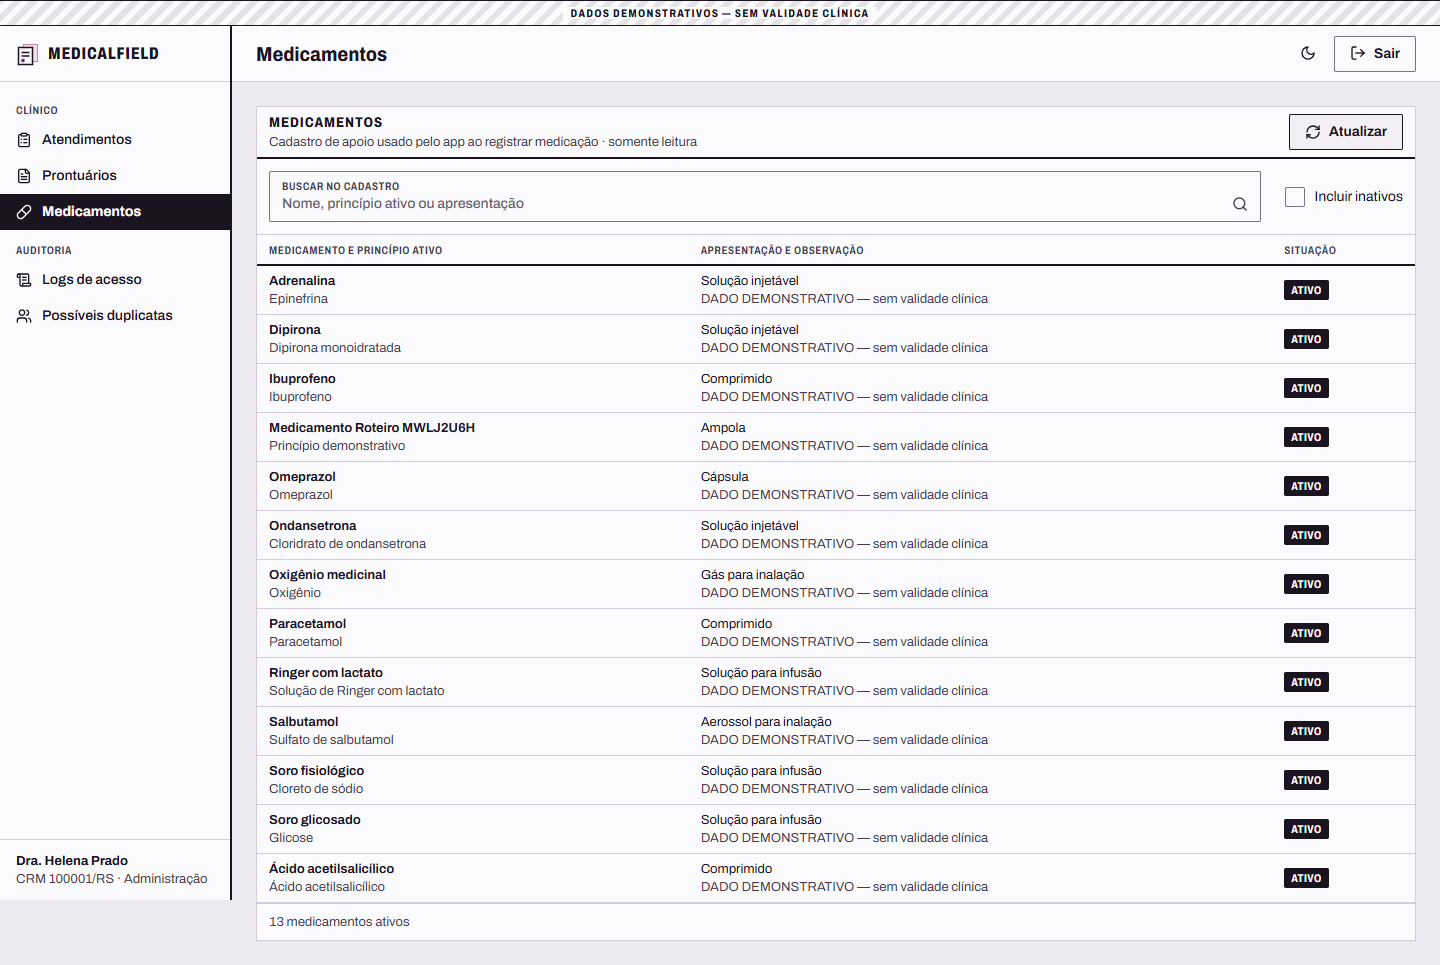 DADOS DEMONSTRATIVOS — SEM VALIDADE CLÍNICA
MEDICALFIELD
Medicamentos
Sair
CLÍNICO
Atendimentos
Prontuários
Medicamentos
AUDITORIA
Logs de acesso
Possíveis duplicatas
Dra. Helena Prado
CRM 100001/RS · Administração
MEDICAMENTOS
Cadastro de apoio usado pelo app ao registrar medicação · somente leitura
Atualizar
BUSCAR NO CADASTRO
Nome, princípio ativo ou apresentação
Incluir inativos
MEDICAMENTO E PRINCÍPIO ATIVO APRESENTAÇÃO E OBSERVAÇÃO SITUAÇÃO
Adrenalina Solução injetável
Epinefrina DADO DEMONSTRATIVO — sem validade clínica
ATIVO
Dipirona Solução injetável
Dipirona monoidratada DADO DEMONSTRATIVO — sem validade clínica
ATIVO
Ibuprofeno Comprimido
Ibuprofeno DADO DEMONSTRATIVO — sem validade clínica
ATIVO
Medicamento Roteiro MWLJ2U6H Ampola
Princípio demonstrativo DADO DEMONSTRATIVO — sem validade clínica
ATIVO
Omeprazol Cápsula
Omeprazol DADO DEMONSTRATIVO — sem validade clínica
ATIVO
Ondansetrona Solução injetável
Cloridrato de ondansetrona DADO DEMONSTRATIVO — sem validade clínica
ATIVO
Oxigênio medicinal Gás para inalação
Oxigênio DADO DEMONSTRATIVO — sem validade clínica
ATIVO
Paracetamol Comprimido
Paracetamol DADO DEMONSTRATIVO — sem validade clínica
ATIVO
Ringer com lactato Solução para infusão
Solução de Ringer com lactato DADO DEMONSTRATIVO — sem validade clínica
ATIVO
Salbutamol Aerossol para inalação
Sulfato de salbutamol DADO DEMONSTRATIVO — sem validade clínica
ATIVO
Soro fisiológico Solução para infusão
Cloreto de sódio DADO DEMONSTRATIVO — sem validade clínica
ATIVO
Soro glicosado Solução para infusão
Glicose DADO DEMONSTRATIVO — sem validade clínica
ATIVO
Ácido acetilsalicílico Comprimido
Ácido acetilsalicílico DADO DEMONSTRATIVO — sem validade clínica
ATIVO
13 medicamentos ativos